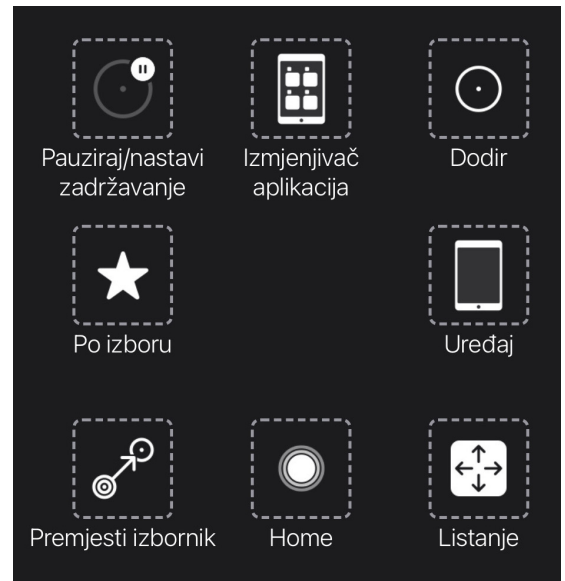 Pauziraj/nastavi
zadržavanje
Izmjenjivač
aplikacija
Dodir
Po izboru
Uređaj
Premjesti izbornik
Home
Listanje